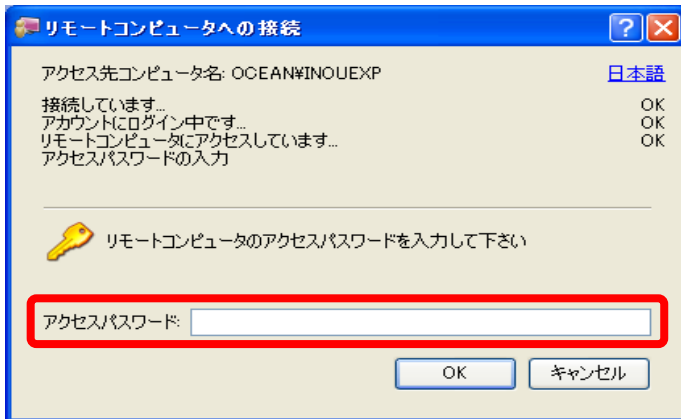 リモートコンピュータへの接続
アクセス先コンピュータ名: OCEAN¥INOUEXP 日本語
接続しています... OK
アカウントにログイン中です... OK
リモートコンピュータにアクセスしています... OK
アクセスパスワードの入力
リモートコンピュータのアクセスパスワードを入力して下さい
アクセスパスワード:
OK キャンセル